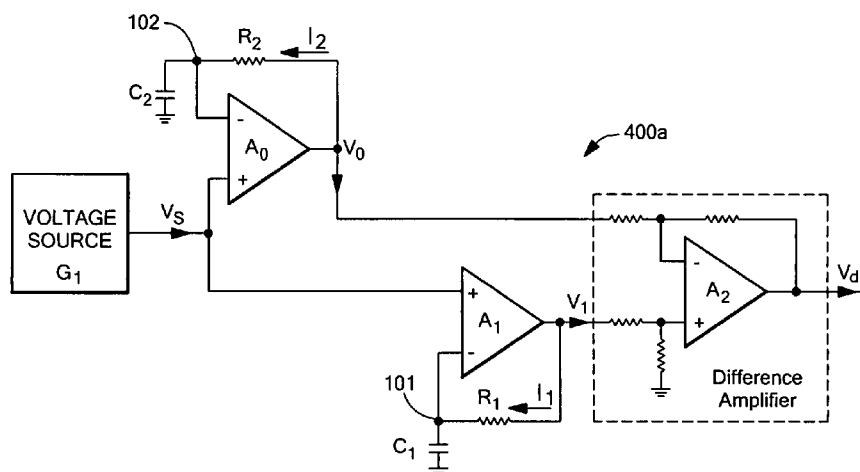 102
R2
I2
C2
-
A0
+
V0
400a
VOLTAGE
SOURCE
G1
VS
+
A1
-
V1
-
A2
+
Vd
101
R1
I1
C1
Difference
Amplifier